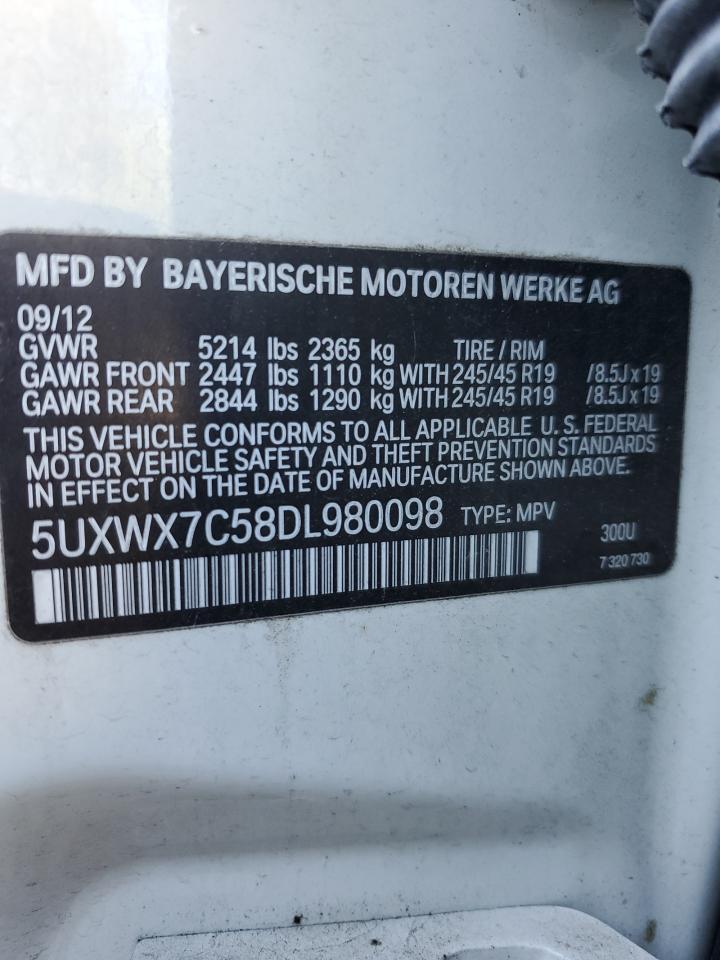 MFD BY BAYERISCHE MOTOREN WERKE AG
09/12
GVWR 5214 lbs 2365 kg TIRE / RIM
GAWR FRONT 2447 lbs 1110 kg WITH 245/45 R19 /8.5J x 19
GAWR REAR 2844 lbs 1290 kg WITH 245/45 R19 /8.5J x 19
THIS VEHICLE CONFORMS TO ALL APPLICABLE U. S. FEDERAL
MOTOR VEHICLE SAFETY AND THEFT PREVENTION STANDARDS
IN EFFECT ON THE DATE OF MANUFACTURE SHOWN ABOVE.
5UXWX7C58DL980098 TYPE: MPV 300U
7 320 730